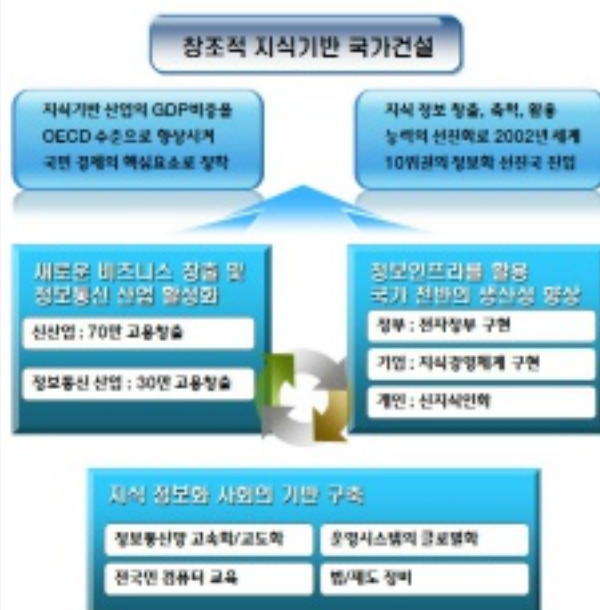 창조적 지식기반 국가건설
지식기반 산업의 GDP비중을
OECD 수준으로 향상시켜
국민 경제의 핵심요소로 정착
지식 정보 창출, 축적, 활용
능력의 선진화로 2002년 세계
10위권의 정보화 선진국 진입
새로운 비즈니스 창출 및
정보통신 산업 활성화
신산업 : 70만 고용창출
정보통신 산업 : 30만 고용창출
정보인프라를 활용
국가 전반의 생산성 향상
정부 : 전자정부 구현
기업 : 지식경영체계 구현
개인 : 신지식인화
지식 정보화 사회의 기반 구축
정보통신망 고속화/고도화
운영시스템의 글로벌화
전국민 컴퓨터 교육
법/제도 정비